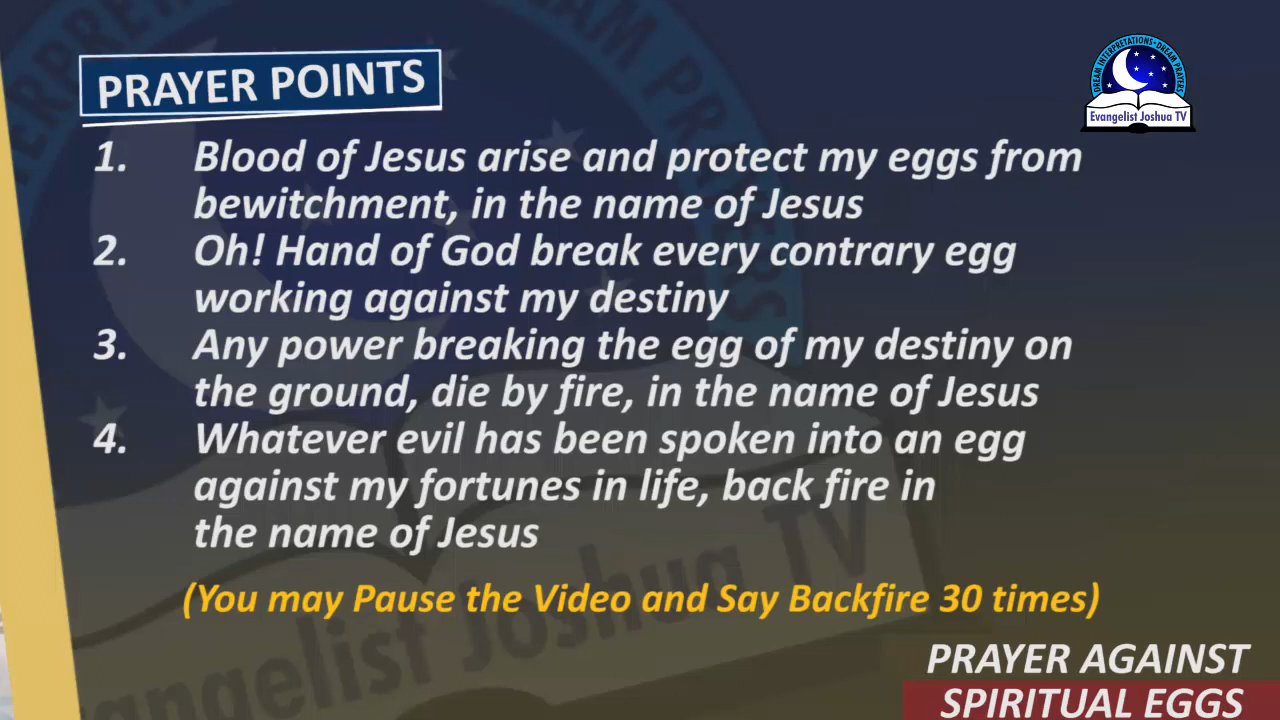 PRAYER POINTS
DREAM INTERPRETATIONS•DREAM PRAYERS
Evangelist Joshua TV
1. Blood of Jesus arise and protect my eggs from
bewitchment, in the name of Jesus
2. Oh! Hand of God break every contrary egg
working against my destiny
3. Any power breaking the egg of my destiny on
the ground, die by fire, in the name of Jesus
4. Whatever evil has been spoken into an egg
against my fortunes in life, back fire in
the name of Jesus
(You may Pause the Video and Say Backfire 30 times)
PRAYER AGAINST
SPIRITUAL EGGS